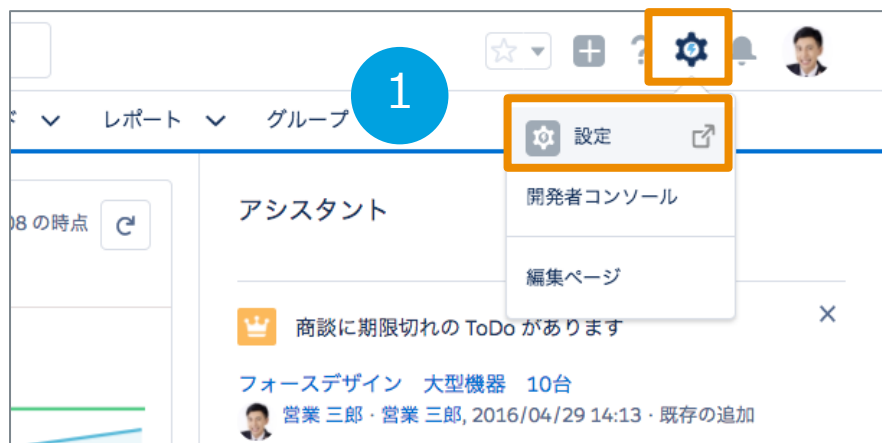 ?
1
レポート
グループ
設定
開発者コンソール
編集ページ
の時点
アシスタント
商談に期限切れの ToDo があります
フォースデザイン 大型機器 10台
営業 三郎・営業 三郎, 2016/04/29 14:13・既存の追加